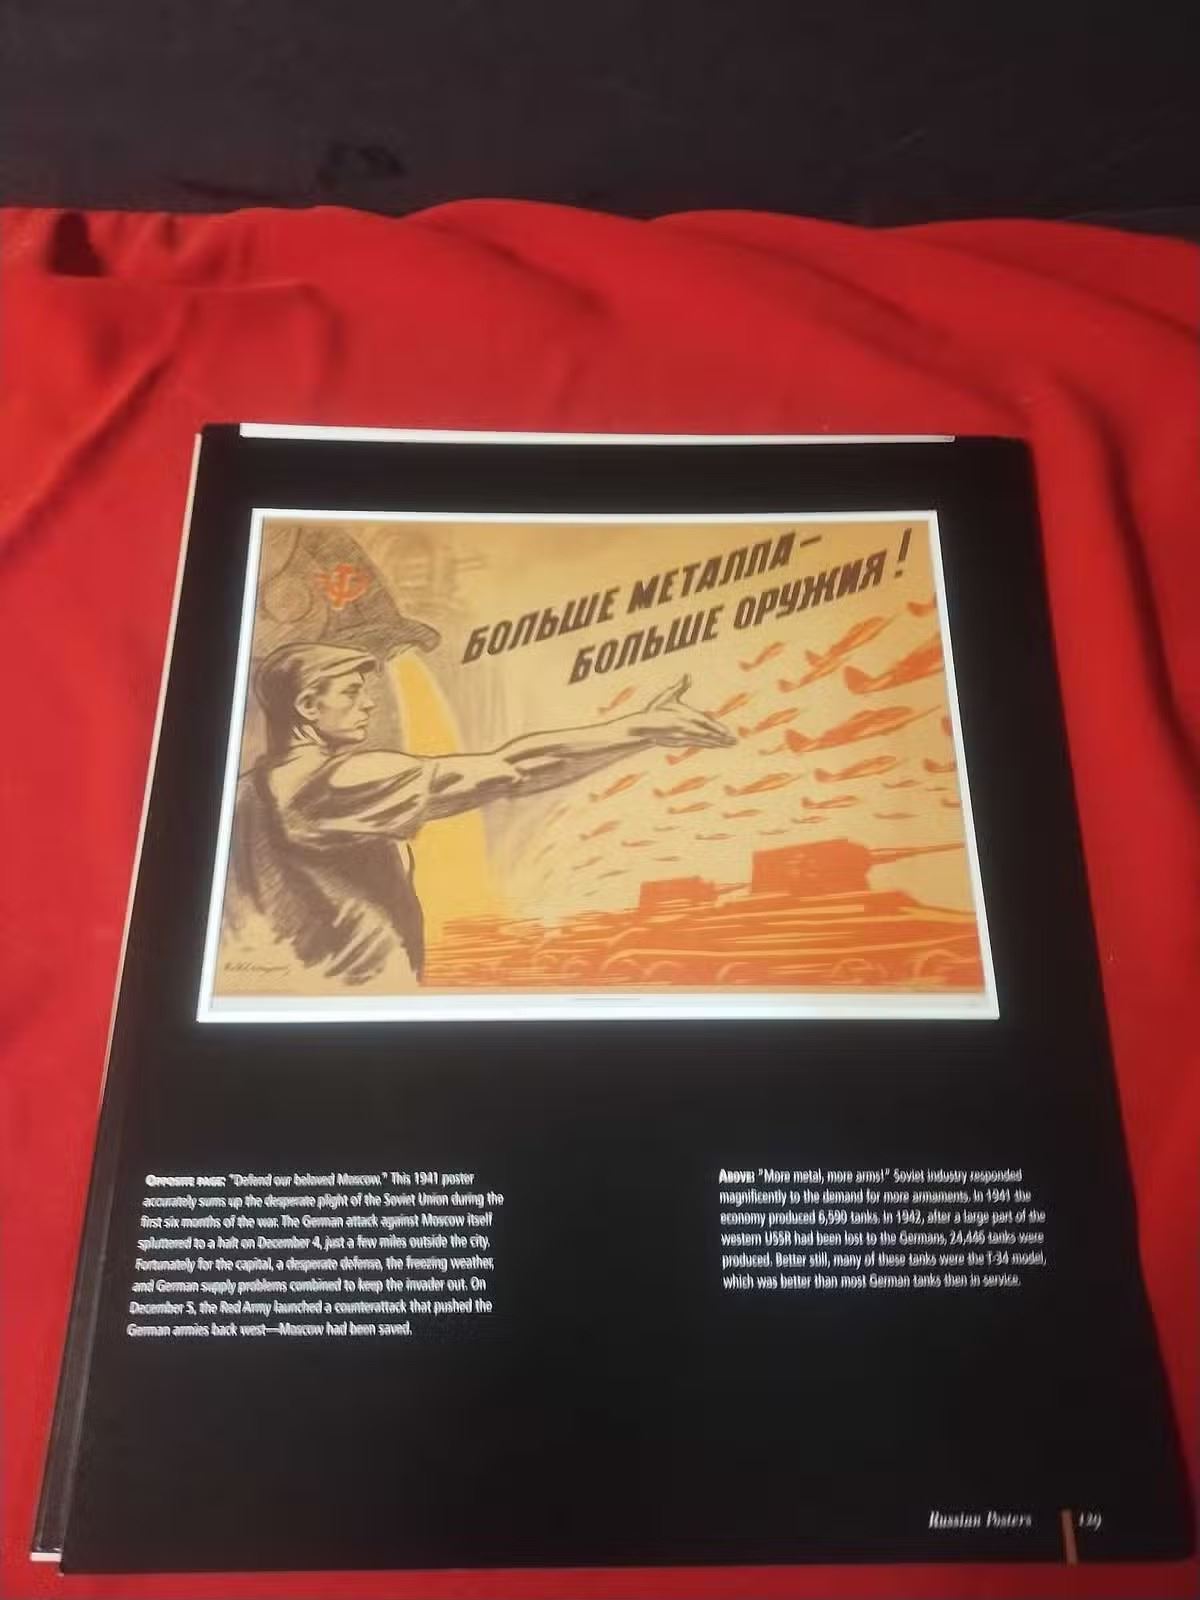 БОЛЬШЕ МЕТАЛЛА–
БОЛЬШЕ ОРУЖИЯ!
OPPOSITE PAGE: "Defend our beloved Moscow." This 1941 poster
accurately sums up the desperate plight of the Soviet Union during the
first six months of the war. The German attack against Moscow itself
spluttered to a halt on December 4, just a few miles outside the city.
Fortunately for the capital, a desperate defense, the freezing weather,
and German supply problems combined to keep the invader out. On
December 5, the Red Army launched a counterattack that pushed the
German armies back west—Moscow had been saved.
ABOVE: "More metal, more arms!" Soviet industry responded
magnificently to the demand for more armaments. In 1941 the
economy produced 6,590 tanks. In 1942, after a large part of the
western USSR had been lost to the Germans, 24,446 tanks were
produced. Better still, many of these tanks were the T-34 model,
which was better than most German tanks then in service.
Russian Posters 129